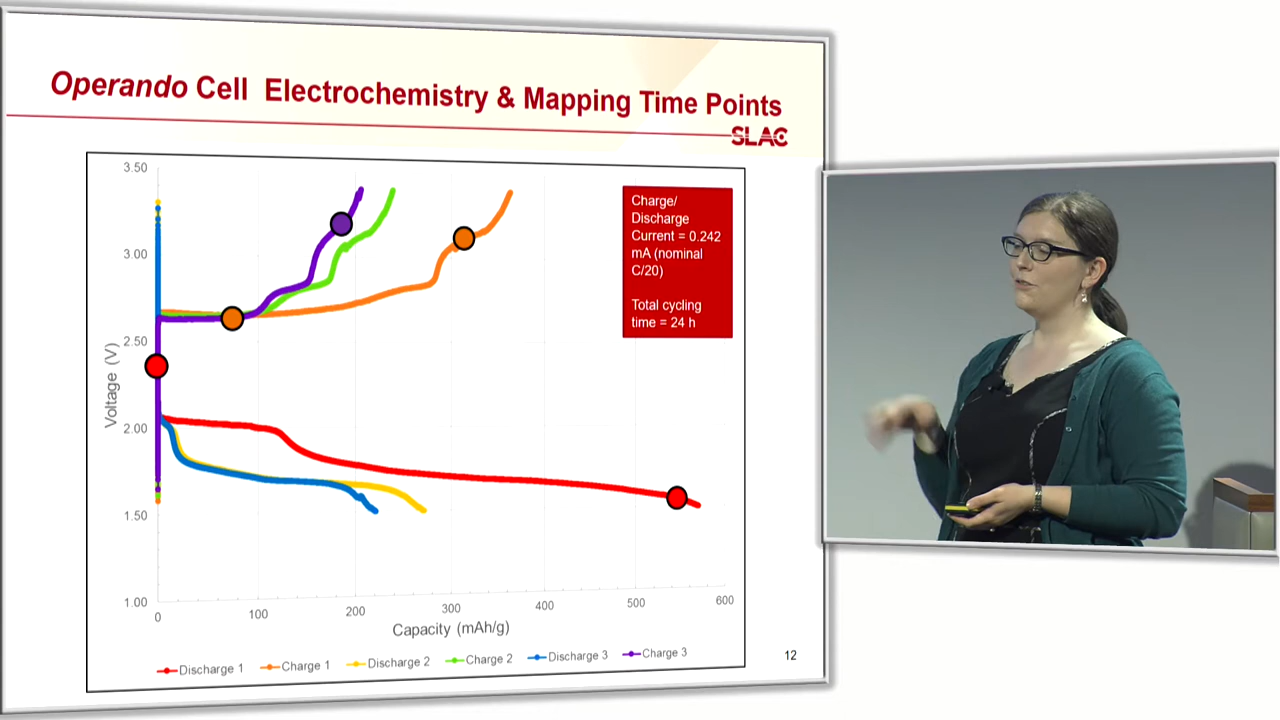 Operando Cell Electrochemistry & Mapping Time Points
SLAC
3.50
3.00
2.50
2.00
1.50
1.00
Voltage (V)
0
100
200
300
400
500
600
Capacity (mAh/g)
Charge/
Discharge
Current = 0.242
mA (nominal
C/20)
Total cycling
time = 24 h
Discharge 1
Charge 1
Discharge 2
Charge 2
Discharge 3
Charge 3
12